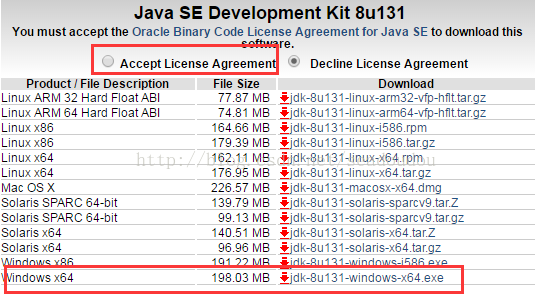 Java SE Development Kit 8u131
You must accept the Oracle Binary Code License Agreement for Java SE to download this
software.
Accept License Agreement Decline License Agreement
Product / File Description File Size Download
Linux ARM 32 Hard Float ABI 77.87 MB jdk-8u131-linux-arm32-vfp-hflt.tar.gz
Linux ARM 64 Hard Float ABI 74.81 MB jdk-8u131-linux-arm64-vfp-hflt.tar.gz
Linux x86 164.66 MB jdk-8u131-linux-i586.rpm
Linux x86 179.39 MB jdk-8u131-linux-i586.tar.gz
Linux x64 162.11 MB jdk-8u131-linux-x64.rpm
Linux x64 176.95 MB jdk-8u131-linux-x64.tar.gz
Mac OS X 226.57 MB jdk-8u131-macosx-x64.dmg
Solaris SPARC 64-bit 139.79 MB jdk-8u131-solaris-sparcv9.tar.Z
Solaris SPARC 64-bit 99.13 MB jdk-8u131-solaris-sparcv9.tar.gz
Solaris x64 140.51 MB jdk-8u131-solaris-x64.tar.Z
Solaris x64 96.96 MB jdk-8u131-solaris-x64.tar.gz
Windows x86 191.22 MB jdk-8u131-windows-i586.exe
Windows x64 198.03 MB jdk-8u131-windows-x64.exe